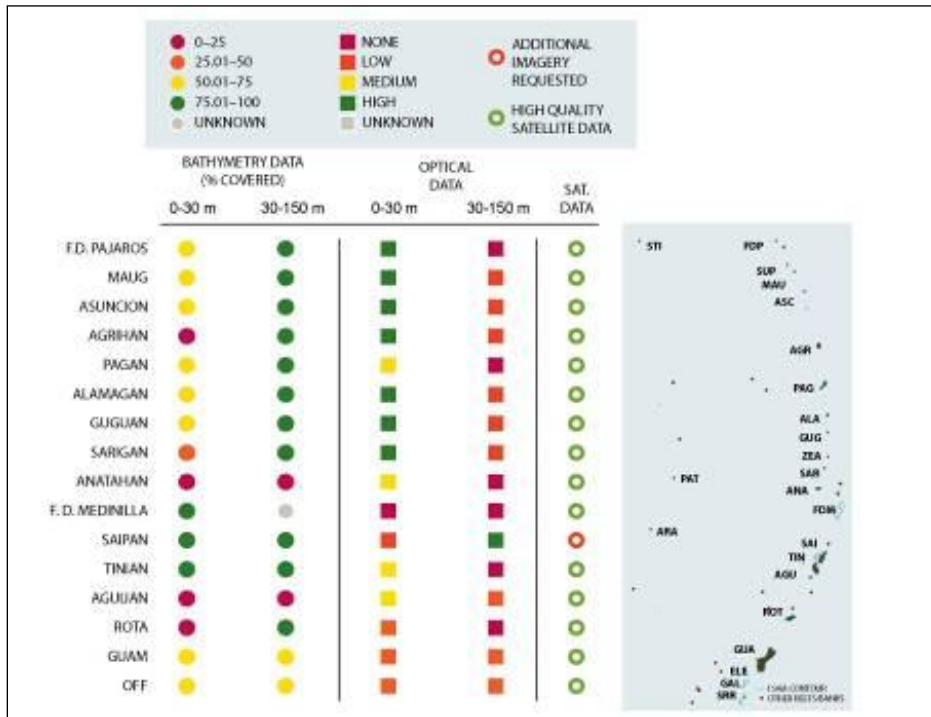 0–25
25.01–50
50.01–75
75.01–100
UNKNOWN
NONE
LOW
MEDIUM
HIGH
UNKNOWN
ADDITIONAL
IMAGERY
REQUESTED
HIGH QUALITY
SATELLITE DATA
BATHYMETRY DATA
(% COVERED)
OPTICAL
DATA
SAT.
DATA
0-30 m
30-150 m
0-30 m
30-150 m
F.D. PAJAROS
MAUG
ASUNCION
AGRIHAN
PAGAN
ALAMAGAN
GUGUAN
SARIGAN
ANATAHAN
F. D. MEDINILLA
SAIPAN
TINIAN
AGUIJAN
ROTA
GUAM
OFF
STI
FDP
SUP
MAU
ASC
AGR
PAG
ALA
GUG
ZEA
SAR
PAT
ANA
FDM
ARA
SAI
TIN
AGU
ROT
GUA
ELE
GAL
SRR
CONTOUR
OTHER REEFS/BANKS